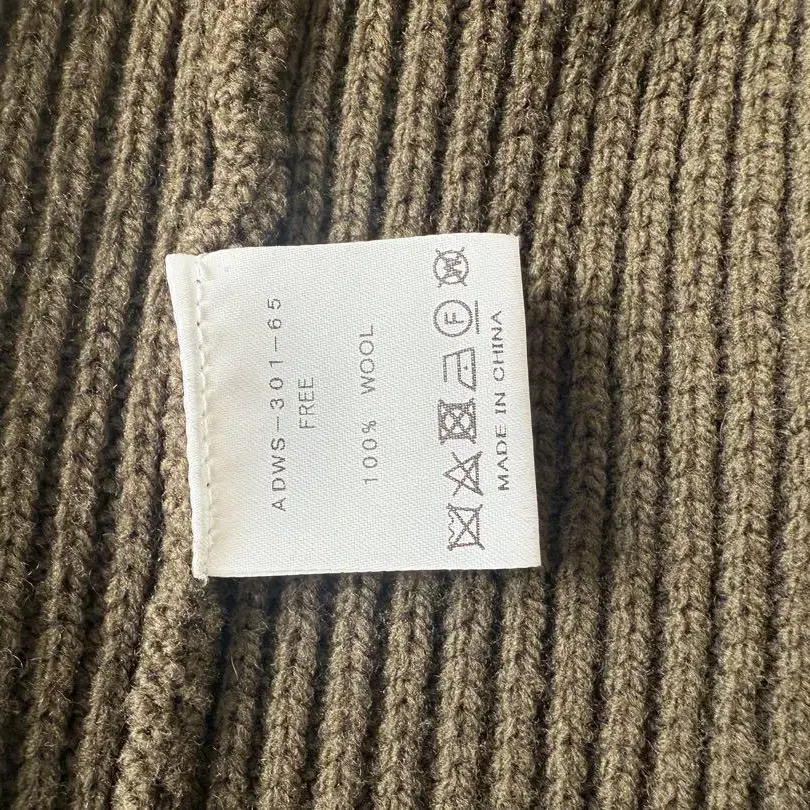 ADWS-301-65
FREE
100% WOOL
F
W
MADE IN CHINA